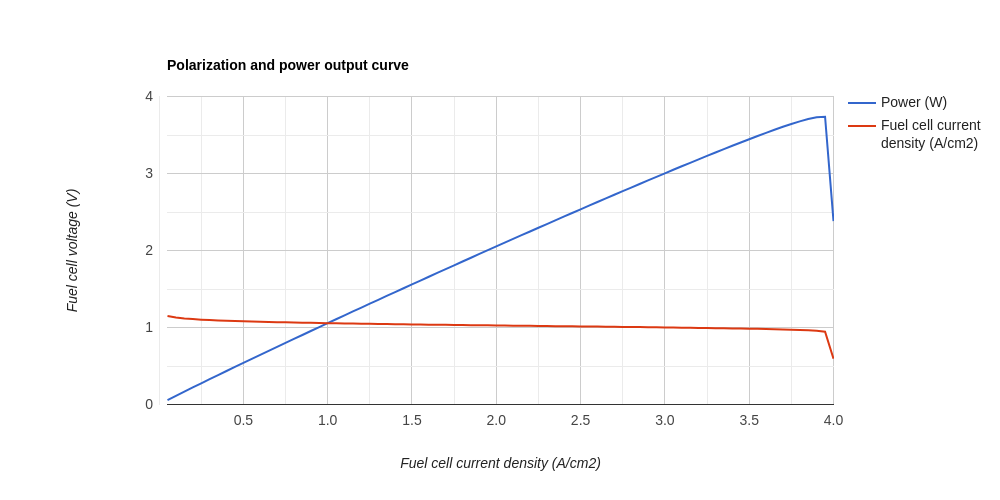 Polarization and power output curve
4
3
2
1
0
Fuel cell voltage (V)
0.5
1.0
1.5
2.0
2.5
3.0
3.5
4.0
Fuel cell current density (A/cm2)
Power (W)
Fuel cell current
density (A/cm2)